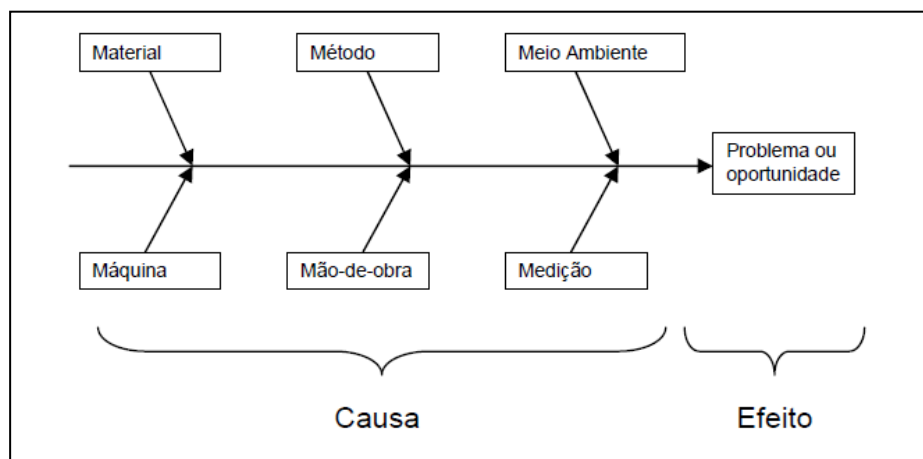 Material
Método
Meio Ambiente
Problema ou
oportunidade
Máquina
Mão-de-obra
Medição
Causa
Efeito